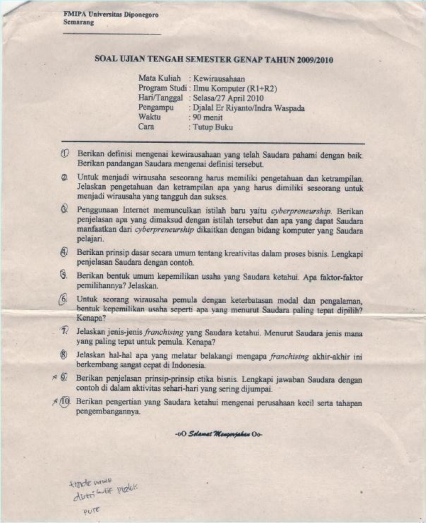 FMIPA Universitas Diponegoro
Semarang
SOAL UJIAN TENGAH SEMESTER GENAP TAHUN 2009/2010
Mata Kuliah : Kewirausahaan
Program Studi : Ilmu Komputer (R1+R2)
Hari/Tanggal : Selasa/27 April 2010
Pengampu : Djalal Er Riyanto/Indra Waspada
Waktu : 90 menit
Cara : Tutup Buku
1. Berikan definisi mengenai kewirausahaan yang telah Saudara pahami dengan baik.
Berikan pandangan Saudara mengenai definisi tersebut.
2. Untuk menjadi wirausaha seseorang harus memiliki pengetahuan dan ketrampilan.
Jelaskan pengetahuan dan ketrampilan apa yang harus dimiliki seseorang untuk
menjadi wirausaha yang tangguh dan sukses.
3. Penggunaan Internet memunculkan istilah baru yaitu cyberpreneurship. Berikan
penjelasan apa yang dimaksud dengan istilah tersebut dan apa yang dapat Saudara
manfaatkan dari cyberpreneurship dikaitkan dengan bidang komputer yang Saudara
pelajari.
4. Berikan prinsip dasar secara umum tentang kreativitas dalam proses bisnis. Lengkapi
penjelasan Saudara dengan contoh.
5. Berikan bentuk umum kepemilikan usaha yang Saudara ketahui. Apa faktor-faktor
pemilihannya? Jelaskan.
6. Untuk seorang wirausaha pemula dengan keterbutasan modal dan pengalaman,
bentuk kepemilikan usaha seperti apa yang menurut Saudara paling tepat dipilih?
Kenapa?
7. Jelaskan jenis-jenis franchising yang Saudara ketahui. Menurut Saudara jenis mana
yang paling tepat untuk pemula. Kenapa?
8. Jelaskan hal-hal apa yang melatar belakangi mengapa franchising akhir-akhir ini
berkembang sangat cepat di Indonesia.
9. Berikan penjelasan prinsip-prinsip etika bisnis. Lengkapi jawaban Saudara dengan
contoh di dalam aktivitas sehari-hari yang sering dijumpai.
10. Berikan pengertian yang Saudara ketahui mengenai perusahaan kecil serta tahapan
pengembangannya.
-oO Selamat Mengerjakan Oo-
trade name
pure